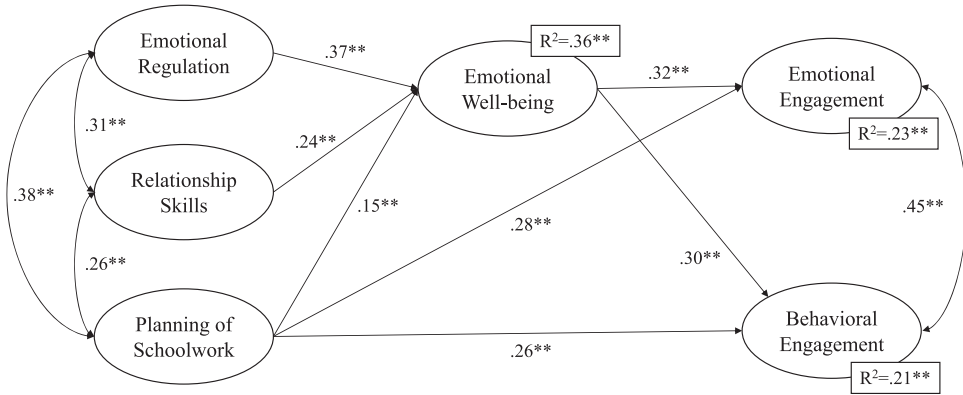 Emotional
Regulation
.37**
R²=.36**
Emotional
Well-being
.32**
Emotional
Engagement
R²=.23**
.31**
.24**
Relationship
Skills
.38**
.15**
.28**
.45**
.26**
.30**
Planning of
Schoolwork
.26**
Behavioral
Engagement
R²=.21**